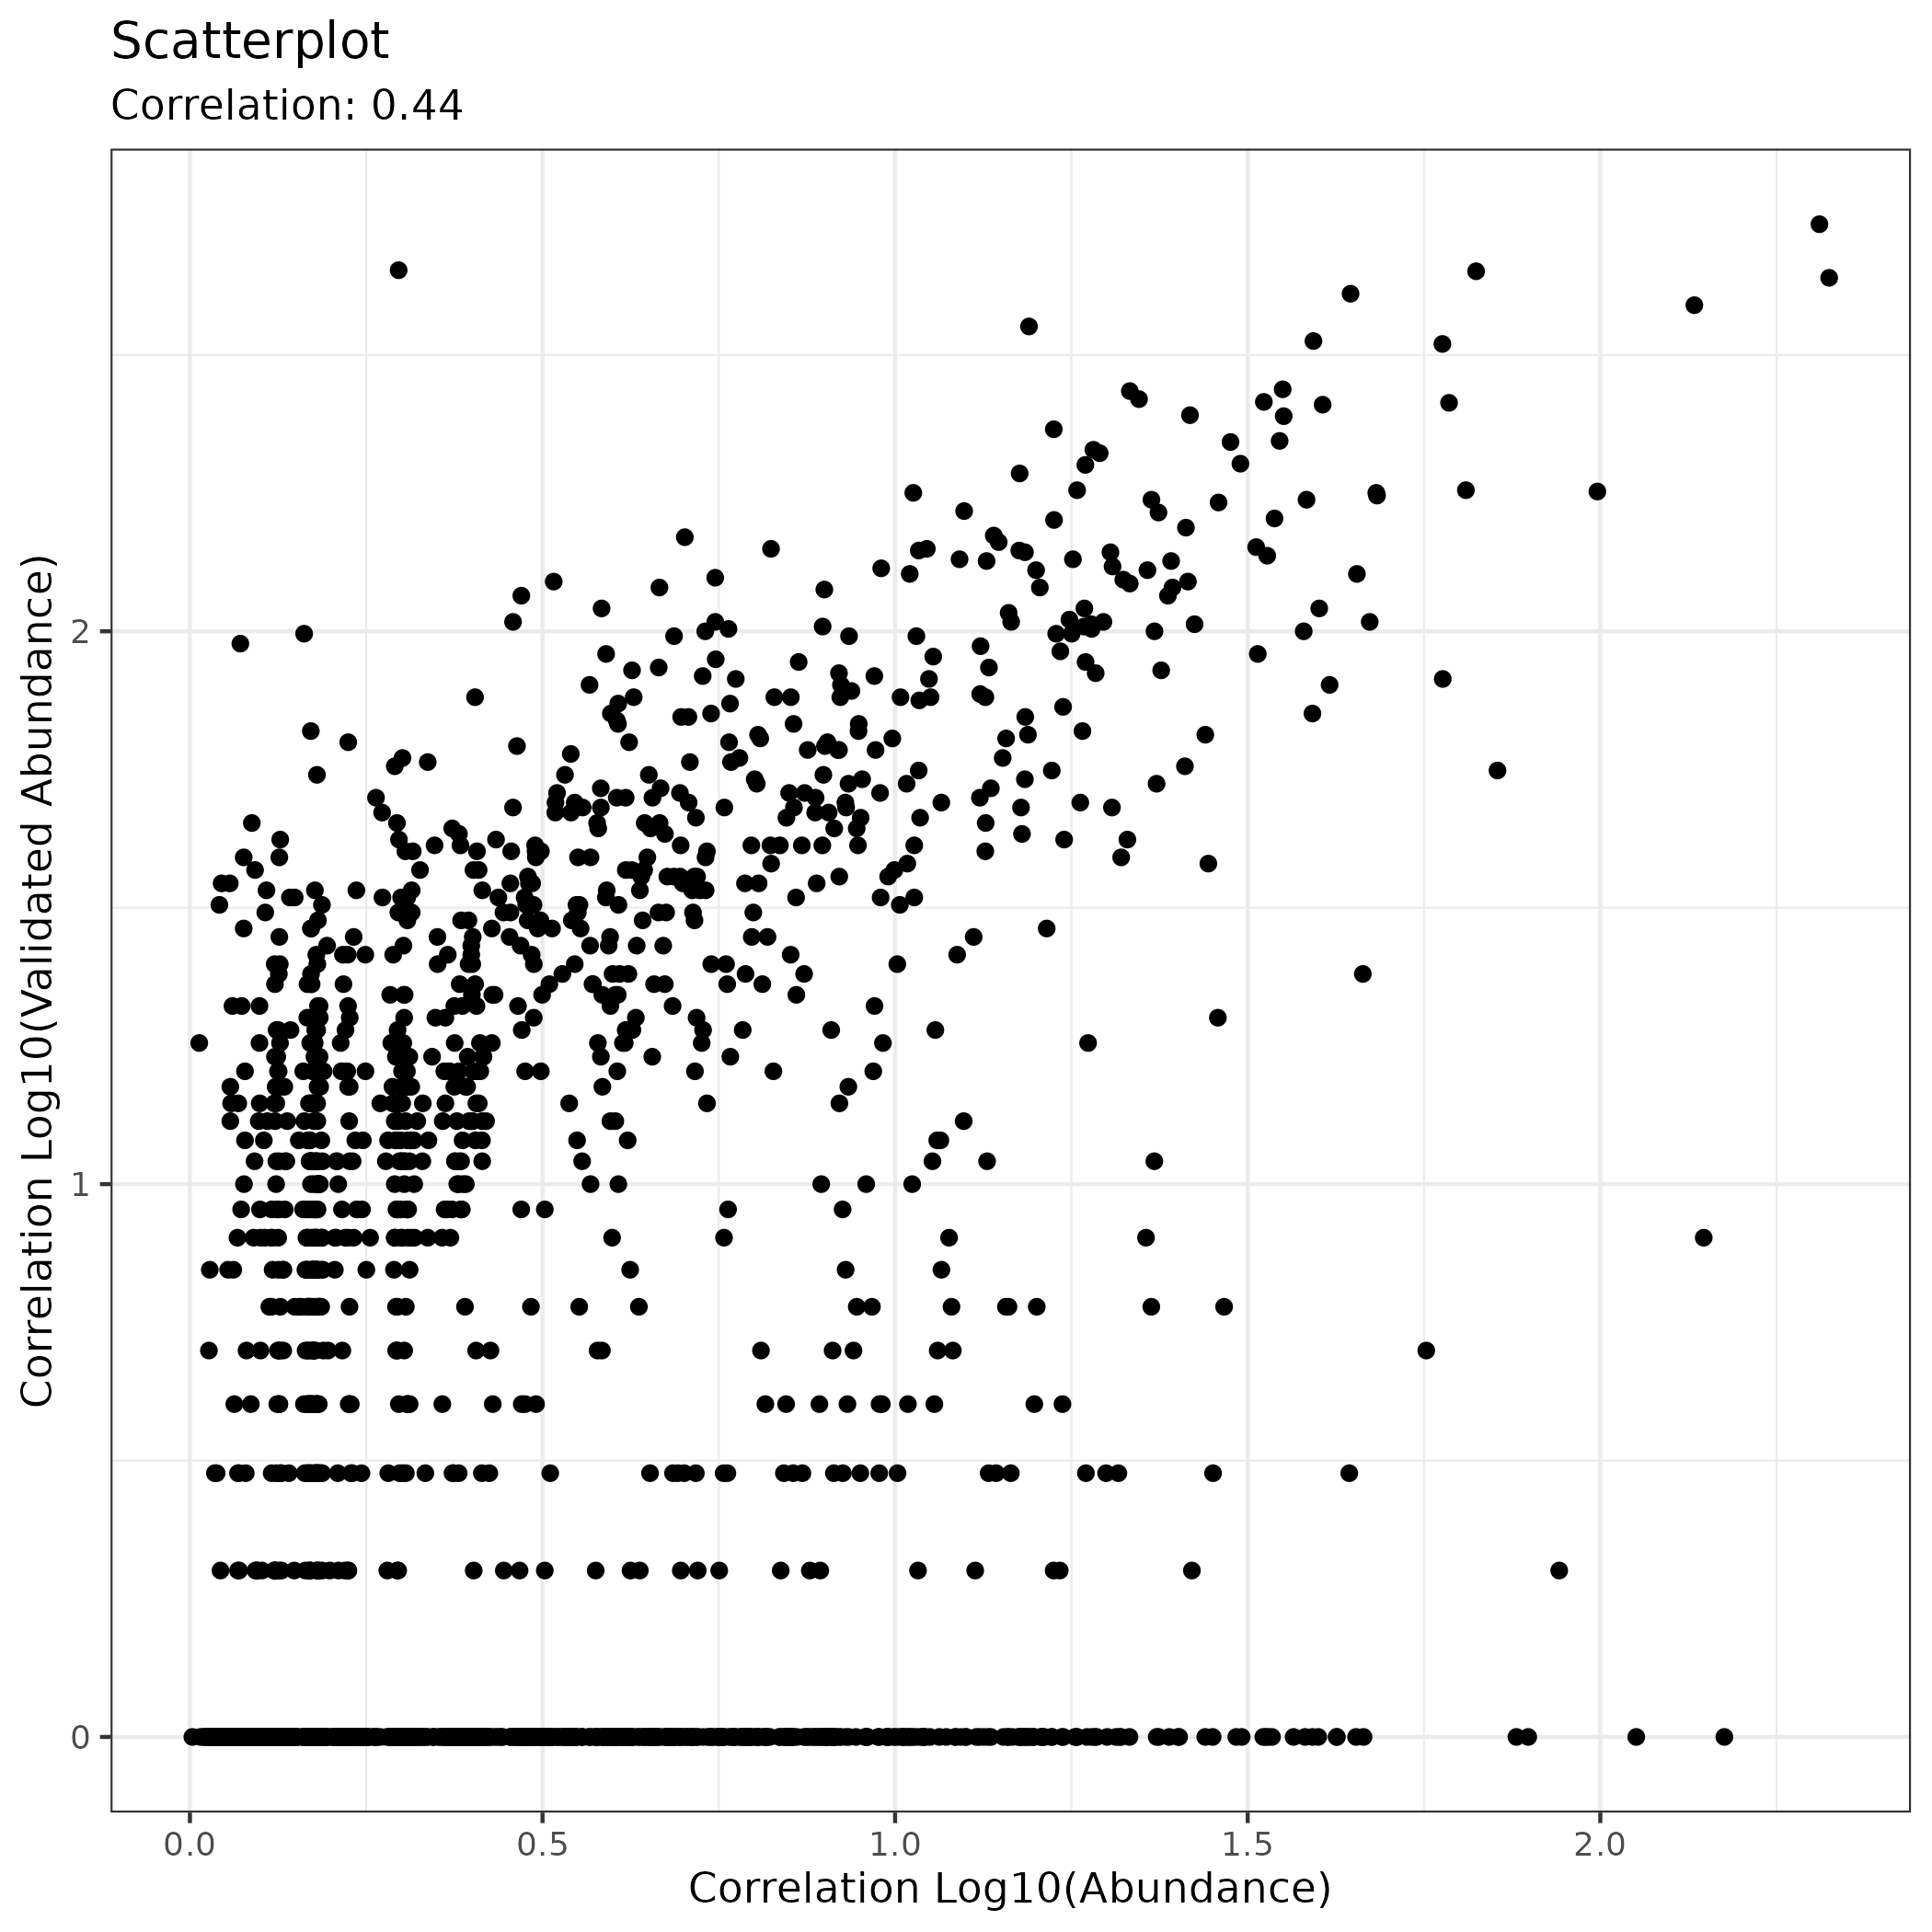 Scatterplot
Correlation: 0.44
Correlation Log10(Validated Abundance)
2
1
0
0.0 0.5 1.0 1.5 2.0
Correlation Log10(Abundance)